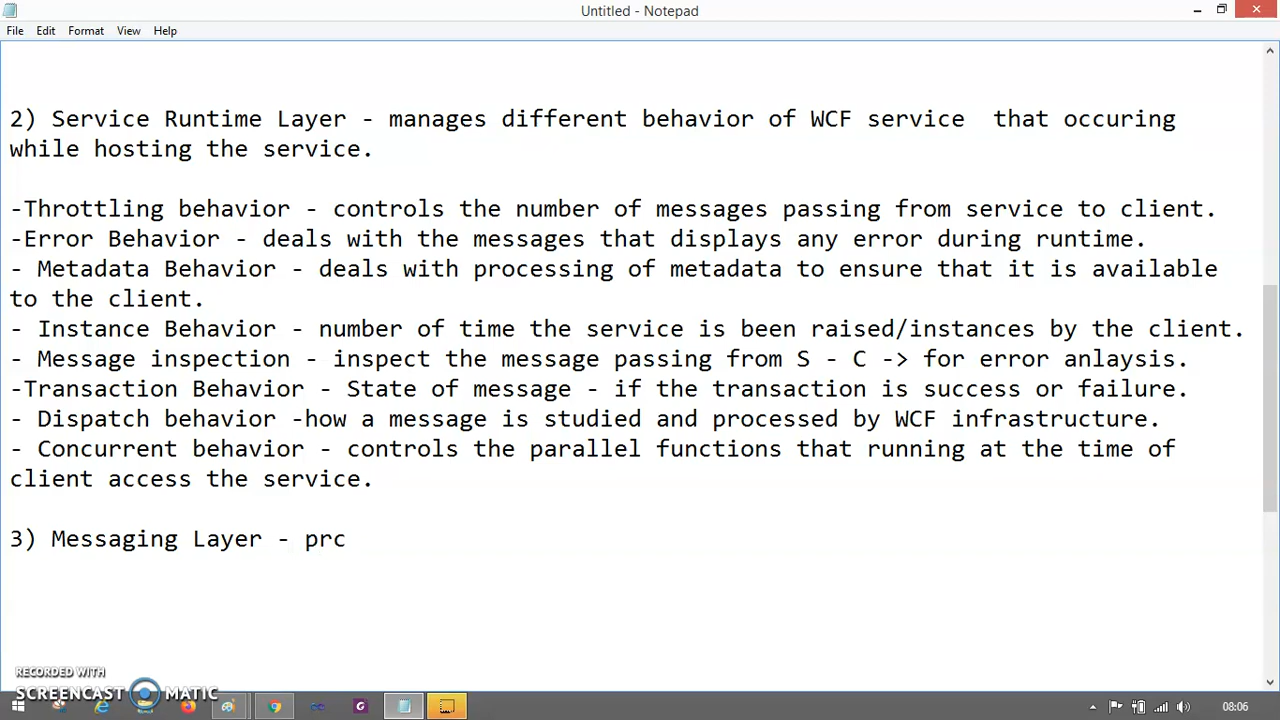 Untitled - Notepad
File Edit Format View Help
2) Service Runtime Layer - manages different behavior of WCF service  that occuring
while hosting the service.
-Throttling behavior - controls the number of messages passing from service to client.
-Error Behavior - deals with the messages that displays any error during runtime.
- Metadata Behavior - deals with processing of metadata to ensure that it is available
to the client.
- Instance Behavior - number of time the service is been raised/instances by the client.
- Message inspection - inspect the message passing from S - C -> for error anlaysis.
-Transaction Behavior - State of message - if the transaction is success or failure.
- Dispatch behavior -how a message is studied and processed by WCF infrastructure.
- Concurrent behavior - controls the parallel functions that running at the time of
client access the service.
3) Messaging Layer - prc
RECORDED WITH
SCREENCAST MATIC
08:06